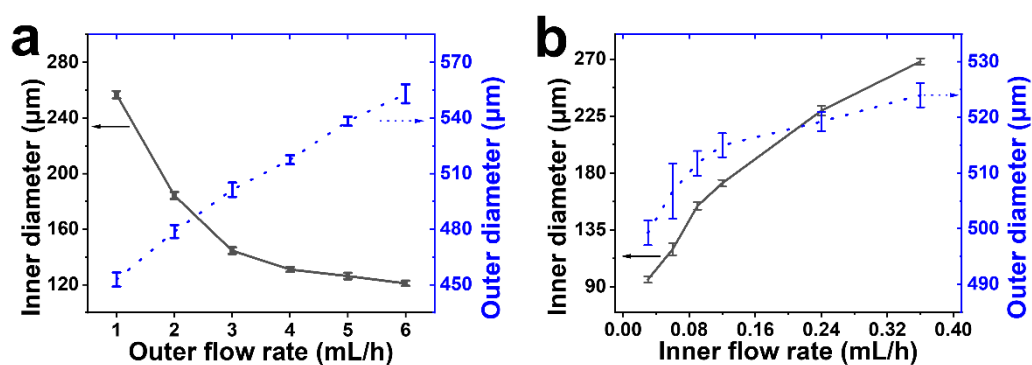 a
280
240
200
160
120
Inner diameter (µm)
1 2 3 4 5 6
Outer flow rate (mL/h)
570
540
510
480
450
Outer diameter (µm)
b
270
225
180
135
90
Inner diameter (µm)
0.00 0.08 0.16 0.24 0.32 0.40
Inner flow rate (mL/h)
530
520
510
500
490
Outer diameter (µm)